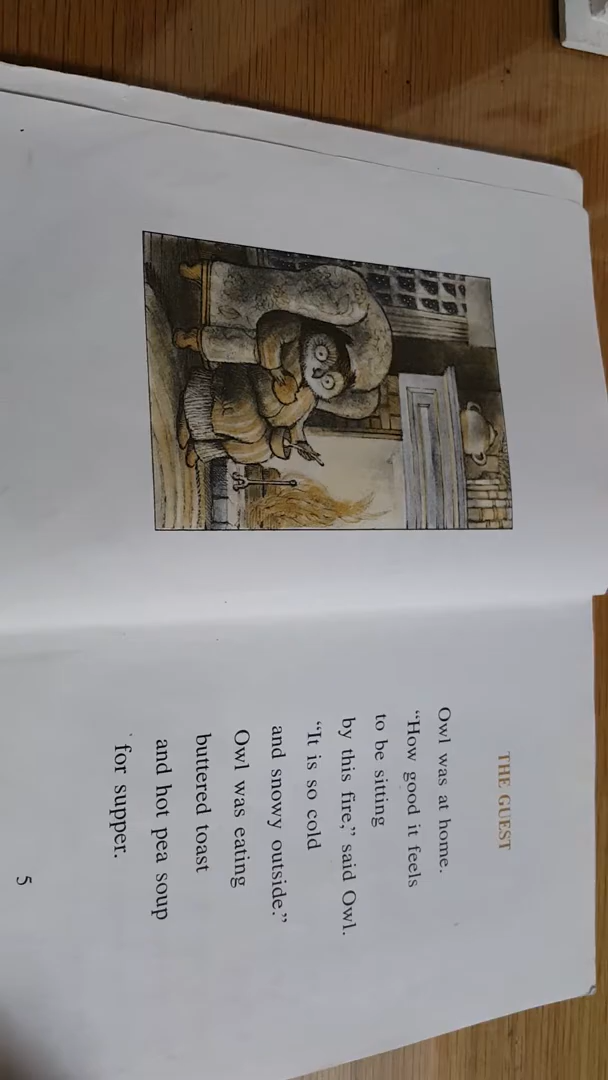 THE GUEST
Owl was at home.
“How good it feels
to be sitting
by this fire,” said Owl.
“It is so cold
and snowy outside.”
Owl was eating
buttered toast
and hot pea soup
for supper.
5